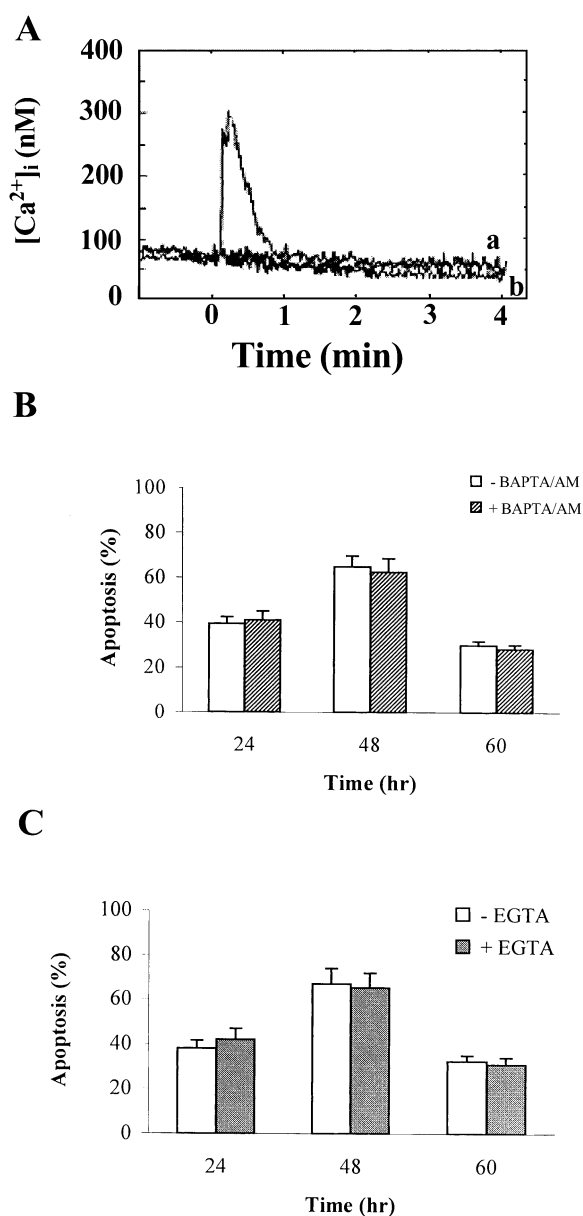 A
[Ca²⁺]i (nM)
400
300
200
100
0
a
b
0 1 2 3 4
Time (min)
B
- BAPTA/AM
+ BAPTA/AM
Apoptosis (%)
100
80
60
40
20
0
24 48 60
Time (hr)
C
- EGTA
+ EGTA
Apoptosis (%)
100
80
60
40
20
0
24 48 60
Time (hr)